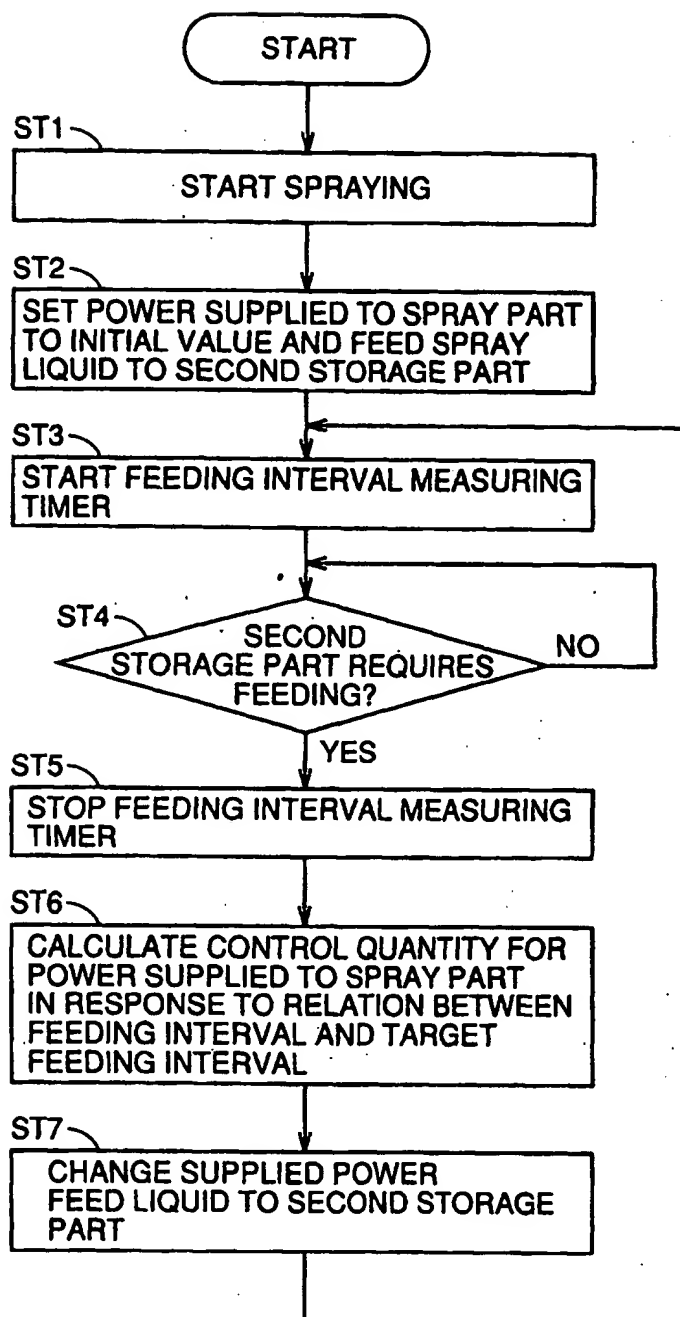 START
ST1
START SPRAYING
ST2
SET POWER SUPPLIED TO SPRAY PART
TO INITIAL VALUE AND FEED SPRAY
LIQUID TO SECOND STORAGE PART
ST3
START FEEDING INTERVAL MEASURING
TIMER
ST4
SECOND
STORAGE PART REQUIRES
FEEDING?
NO
YES
ST5
STOP FEEDING INTERVAL MEASURING
TIMER
ST6
CALCULATE CONTROL QUANTITY FOR
POWER SUPPLIED TO SPRAY PART
IN RESPONSE TO RELATION BETWEEN
FEEDING INTERVAL AND TARGET
FEEDING INTERVAL
ST7
CHANGE SUPPLIED POWER
FEED LIQUID TO SECOND STORAGE
PART